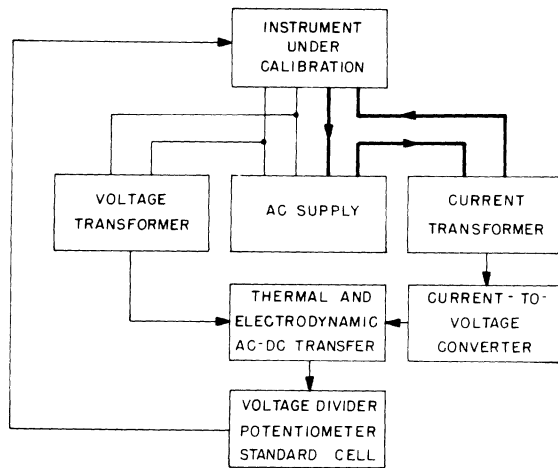 INSTRUMENT
UNDER
CALIBRATION
VOLTAGE
TRANSFORMER
AC SUPPLY
CURRENT
TRANSFORMER
THERMAL AND
ELECTRODYNAMIC
AC-DC TRANSFER
CURRENT-TO-
VOLTAGE
CONVERTER
VOLTAGE DIVIDER
POTENTIOMETER
STANDARD CELL